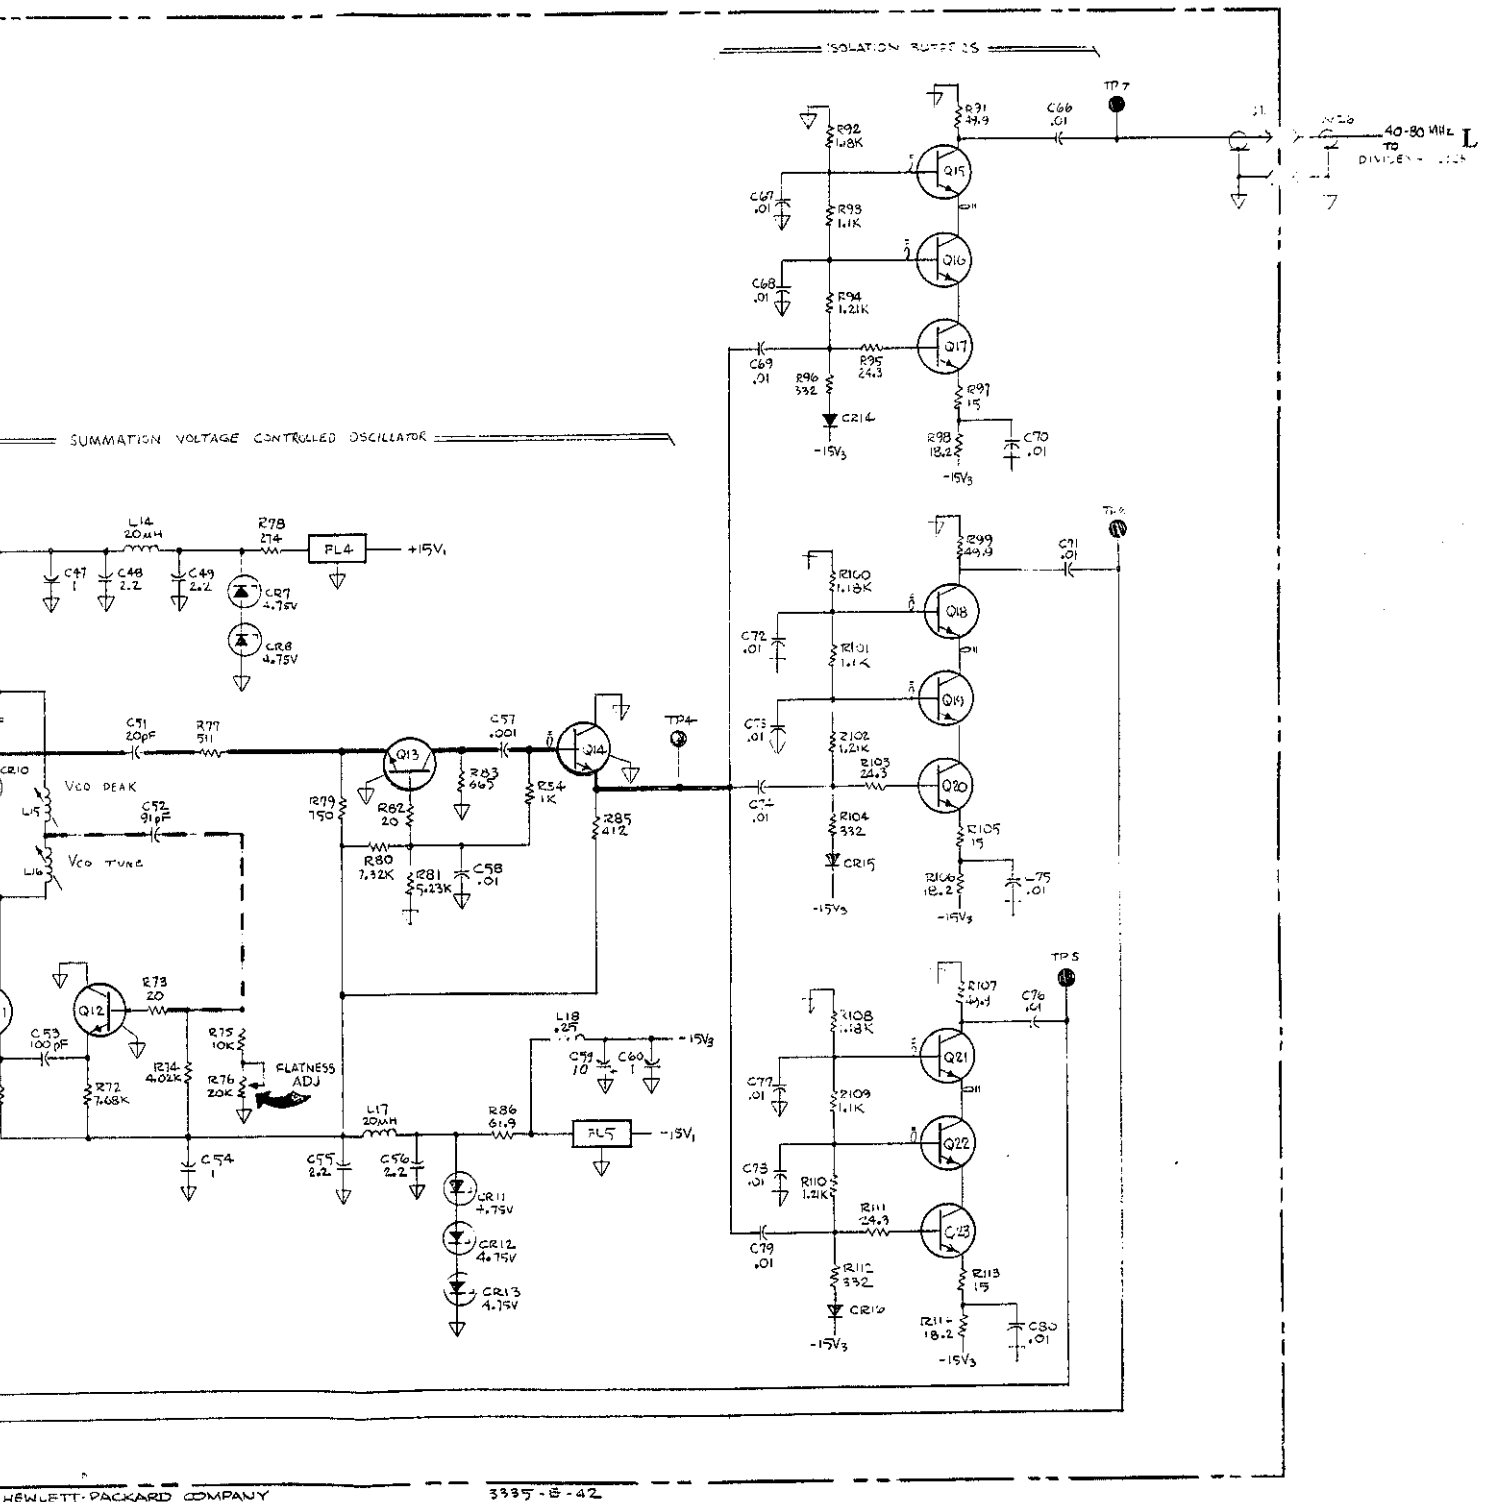 TP7
R91
49.9
C66
.01
R92
40-80 MHz L
TO
Q15
C67
.01
R93
1.1K
Q16
C68
.01
R94
1.21K
Q17
C69
.01
R95
24.3
R96
332
R97
15
CR14
-15V3
R98
18.2
C70
.01
-15V3
SUMMATION VOLTAGE CONTROLLED OSCILLATOR
L14
20µH
R78
274
FL4
+15V1
C47
1
C48
2.2
C49
2.2
CR7
4.75V
CR8
4.75V
R99
49.9
C71
.01
R100
1.18K
Q18
C72
.01
R101
1.1K
Q19
C73
.01
R102
1.21K
R103
24.3
Q20
C74
.01
R104
332
R105
15
CR15
-15V3
R106
18.2
C75
.01
-15V3
C51
20pF
R77
511
Q13
C57
.001
Q14
TP4
CR10
VCO PEAK
L15
C52
91pF
R79
750
R82
20
R83
R84
1K
R85
412
VCO TUNE
L16
R80
7.32K
R81
5.23K
C58
.01
Q12
R73
20
C53
100pF
R75
10K
R74
4.02K
R72
7.68K
R76
20K
FLATNESS
ADJ
L18
.25
-15V3
C59
10
C60
1
L17
20µH
R86
61.9
FL5
-15V1
C54
1
C55
2.2
C56
2.2
CR11
4.75V
CR12
4.75V
CR13
4.75V
TP5
R107
C76
.01
R108
1.18K
Q21
C77
.01
R109
1.1K
Q22
.01
R110
1.21K
R111
24.3
Q23
C79
.01
R112
332
R113
15
CR16
-15V3
18.2
C80
.01
-15V3
HEWLETT-PACKARD COMPANY
3335-E-42